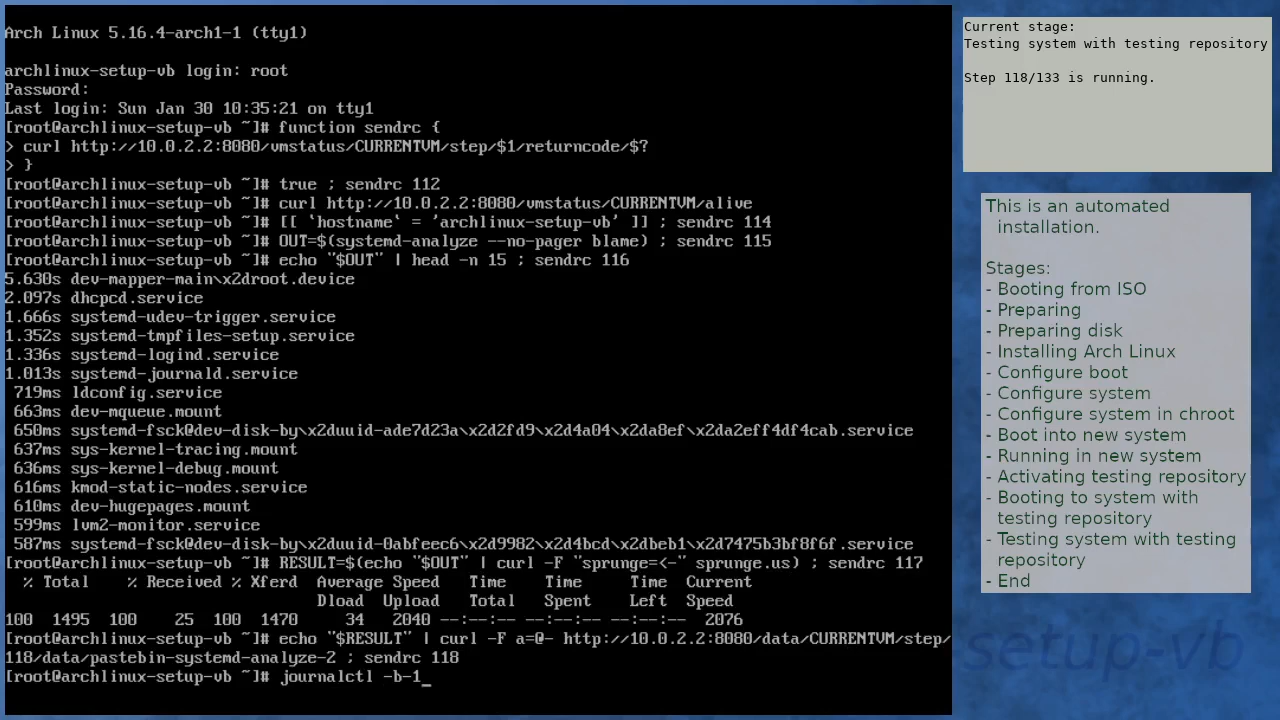 Arch Linux 5.16.4-arch1-1 (tty1)
archlinux-setup-vb login: root
Password:
Last login: Sun Jan 30 10:35:21 on tty1
[root@archlinux-setup-vb ~]# function sendrc {
> curl http://10.0.2.2:8080/vmstatus/CURRENTVM/step/$1/returncode/$?
> }
[root@archlinux-setup-vb ~]# true ; sendrc 112
[root@archlinux-setup-vb ~]# curl http://10.0.2.2:8080/vmstatus/CURRENTVM/alive
[root@archlinux-setup-vb ~]# [[ `hostname` = 'archlinux-setup-vb' ]] ; sendrc 114
[root@archlinux-setup-vb ~]# OUT=$(systemd-analyze --no-pager blame) ; sendrc 115
[root@archlinux-setup-vb ~]# echo "$OUT" | head -n 15 ; sendrc 116
5.630s dev-mapper-main\x2droot.device
2.097s dhcpcd.service
1.666s systemd-udev-trigger.service
1.352s systemd-tmpfiles-setup.service
1.336s systemd-logind.service
1.013s systemd-journald.service
719ms ldconfig.service
663ms dev-mqueue.mount
650ms systemd-fsck@dev-disk-by\x2duuid-ade7d23a\x2d2fd9\x2d4a04\x2da8ef\x2da2eff4df4cab.service
637ms sys-kernel-tracing.mount
636ms sys-kernel-debug.mount
616ms kmod-static-nodes.service
610ms dev-hugepages.mount
599ms lvm2-monitor.service
587ms systemd-fsck@dev-disk-by\x2duuid-0abfeec6\x2d9982\x2d4bcd\x2dbeb1\x2d7475b3bf8f6f.service
[root@archlinux-setup-vb ~]# RESULT=$(echo "$OUT" | curl -F "sprunge=<-" sprunge.us) ; sendrc 117
% Total % Received % Xferd Average Speed Time Time Time Current
Dload Upload Total Spent Left Speed
100 1495 100 25 100 1470 34 2040 --:--:-- --:--:-- --:--:-- 2076
[root@archlinux-setup-vb ~]# echo "$RESULT" | curl -F a=@- http://10.0.2.2:8080/data/CURRENTVM/step/
118/data/pastebin-systemd-analyze-2 ; sendrc 118
[root@archlinux-setup-vb ~]# journalctl -b-1_
Current stage:
Testing system with testing repository
Step 118/133 is running.
This is an automated
installation.
Stages:
- Booting from ISO
- Preparing
- Preparing disk
- Installing Arch Linux
- Configure boot
- Configure system
- Configure system in chroot
- Boot into new system
- Running in new system
- Activating testing repository
- Booting to system with
testing repository
- Testing system with testing
repository
- End
setup-vb